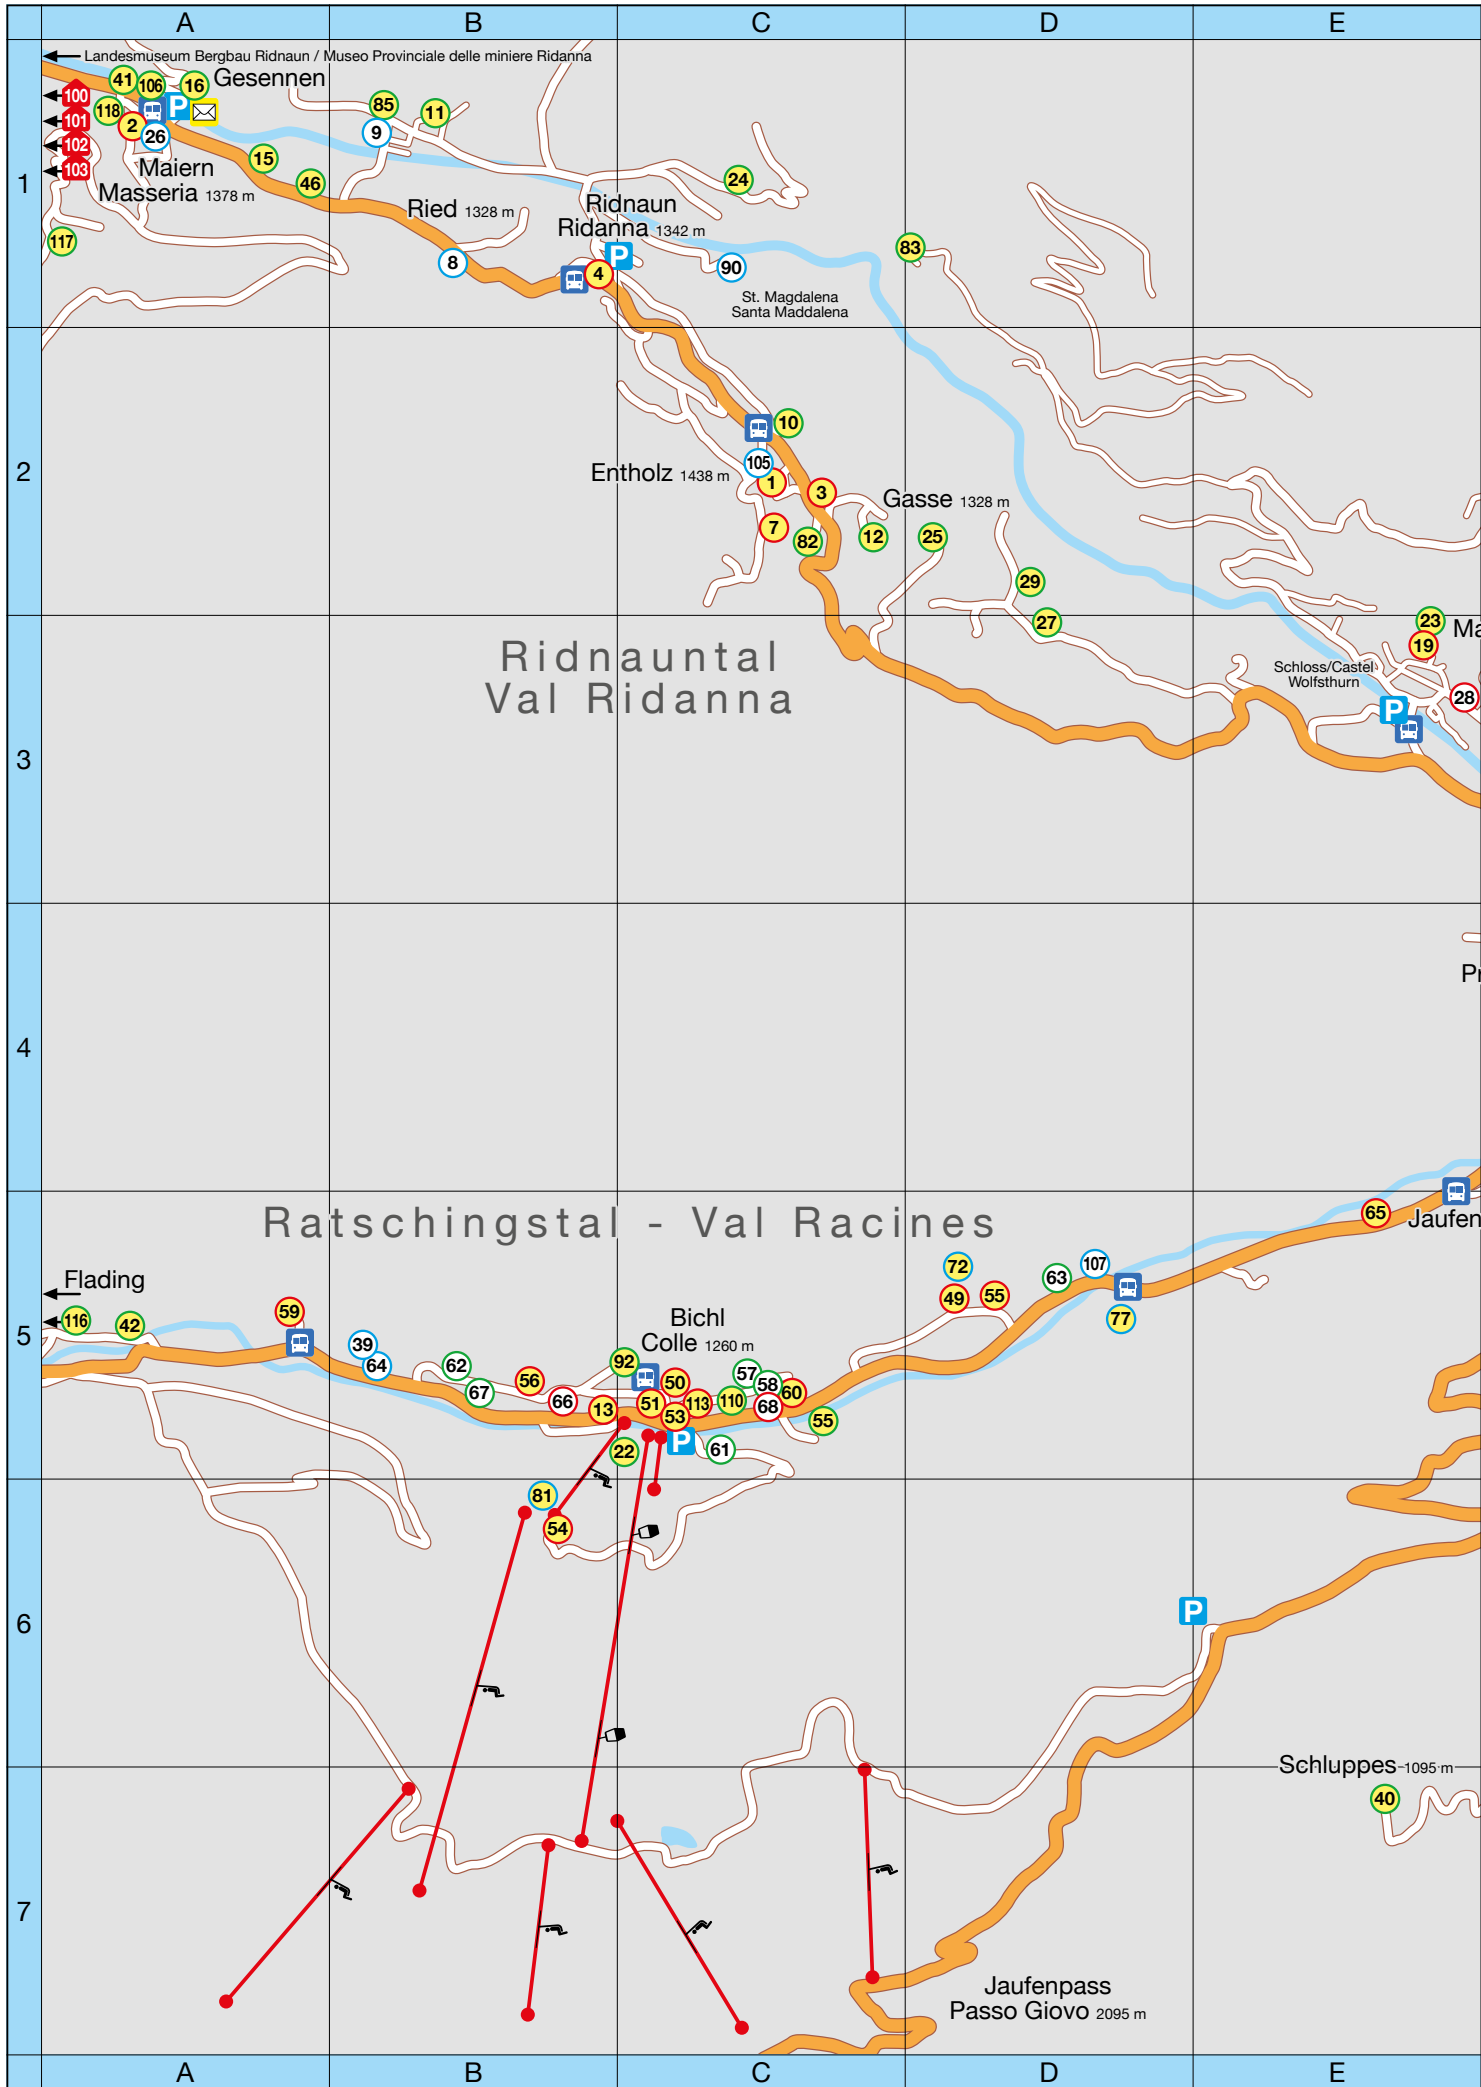 A B C D E
Landesmuseum Bergbau Ridnaun / Museo Provinciale delle miniere Ridanna
41 106 16 Gesennen
100
118 P 85 11
101 2 26 9
102
103
Maiern
Masseria 1378 m
15
46
24
1
117
Ried 1328 m
8
Ridnaun
Ridanna 1342 m
P
4
90
83
St. Magdalena
Santa Maddalena
10
2
Entholz 1438 m
105
1
3
Gasse 1328 m
7
82
12
25
29
27
23
19
Ma
Ridnauntal
Val Ridanna
Schloss/Castel
Wolfsthurn
28
P
3
Pr
4
Ratschingstal - Val Racines
65
Jaufen
72
63
107
49
55
77
Flading
116
42
59
5
39
64
62
67
56
66
13
Bichl
Colle 1260 m
92
50
51
53
113
110
57
58
60
68
55
22
P
61
81
54
6
P
Schluppes 1095 m
40
7
Jaufenpass
Passo Giovo 2095 m
A B C D E